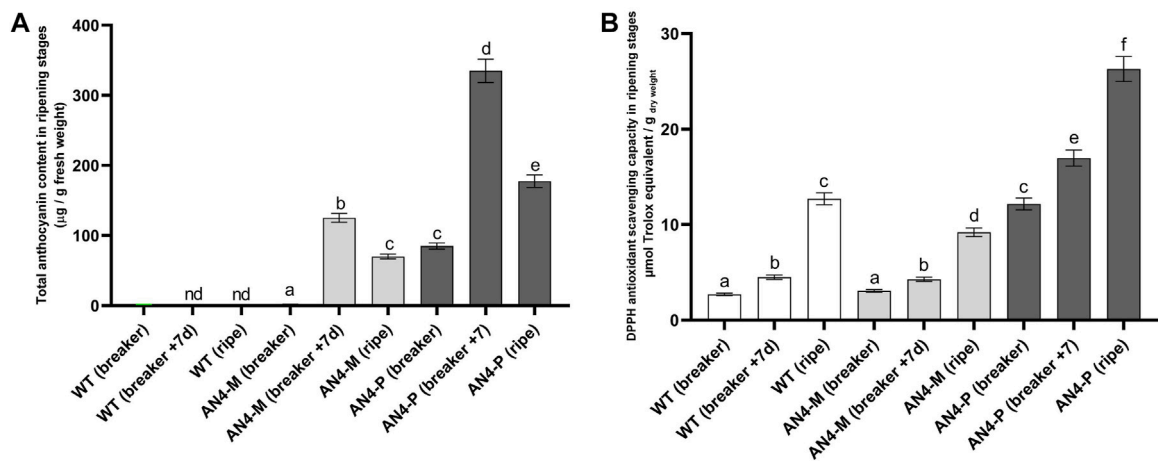 A
Total anthocyanin content in ripening stages
(µg / g fresh weight)
400
300
200
100
0
nd
nd
a
b
c
c
d
e
WT (breaker)
WT (breaker +7d)
WT (ripe)
AN4-M (breaker)
AN4-M (breaker +7d)
AN4-M (ripe)
AN4-P (breaker)
AN4-P (breaker +7)
AN4-P (ripe)
B
DPPH antioxidant scavenging capacity in ripening stages
µmol Trolox equivalent / g dry weight
30
20
10
0
a
b
c
a
b
d
c
e
f
WT (breaker)
WT (breaker +7d)
WT (ripe)
AN4-M (breaker)
AN4-M (breaker +7d)
AN4-M (ripe)
AN4-P (breaker)
AN4-P (breaker +7)
AN4-P (ripe)